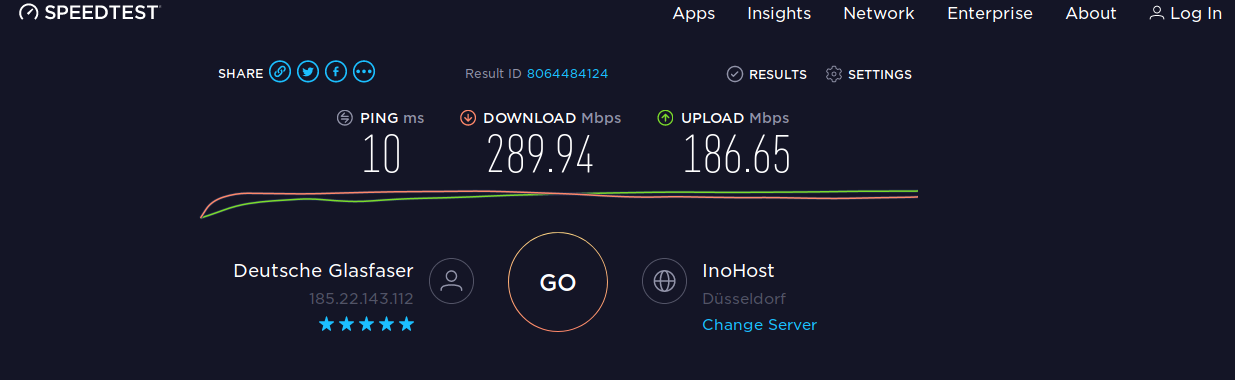 SPEEDTEST Apps Insights Network Enterprise About Log In
SHARE Result ID 8064484124 RESULTS SETTINGS
PING ms DOWNLOAD Mbps UPLOAD Mbps
10 289.94 186.65
Deutsche Glasfaser GO InoHost
185.22.143.112 Düsseldorf
Change Server